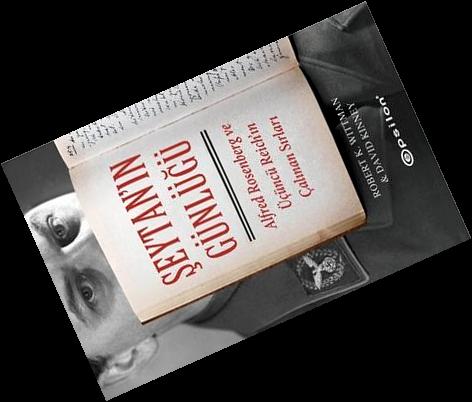 ŞEYTAN'IN
GÜNLÜĞÜ
Alfred Rosenberg ve
Üçüncü Reich'ın
Çalınan Sırları
ROBERT K. WITTMAN
& DAVID KINNEY
epsilon